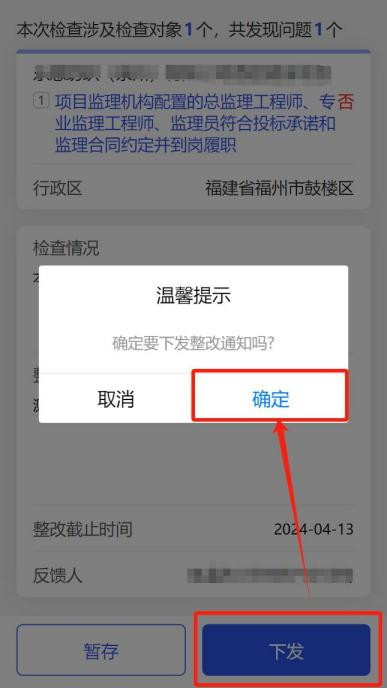 本次检查涉及检查对象1个，共发现问题1个
1 项目监理机构配置的总监理工程师、专 否
业监理工程师、监理员符合投标承诺和
监理合同约定并到岗履职
行政区 福建省福州市鼓楼区
检查情况
温馨提示
确定要下发整改通知吗?
取消 确定
整改截止时间 2024-04-13
反馈人
暂存 下发